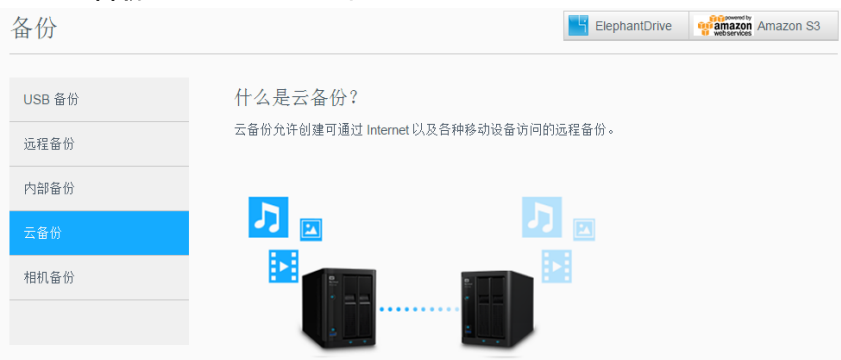 备份
ElephantDrive
powered by
amazon
webservices
Amazon S3
USB 备份
什么是云备份？
云备份允许创建可通过 Internet 以及各种移动设备访问的远程备份。
远程备份
内部备份
云备份
相机备份